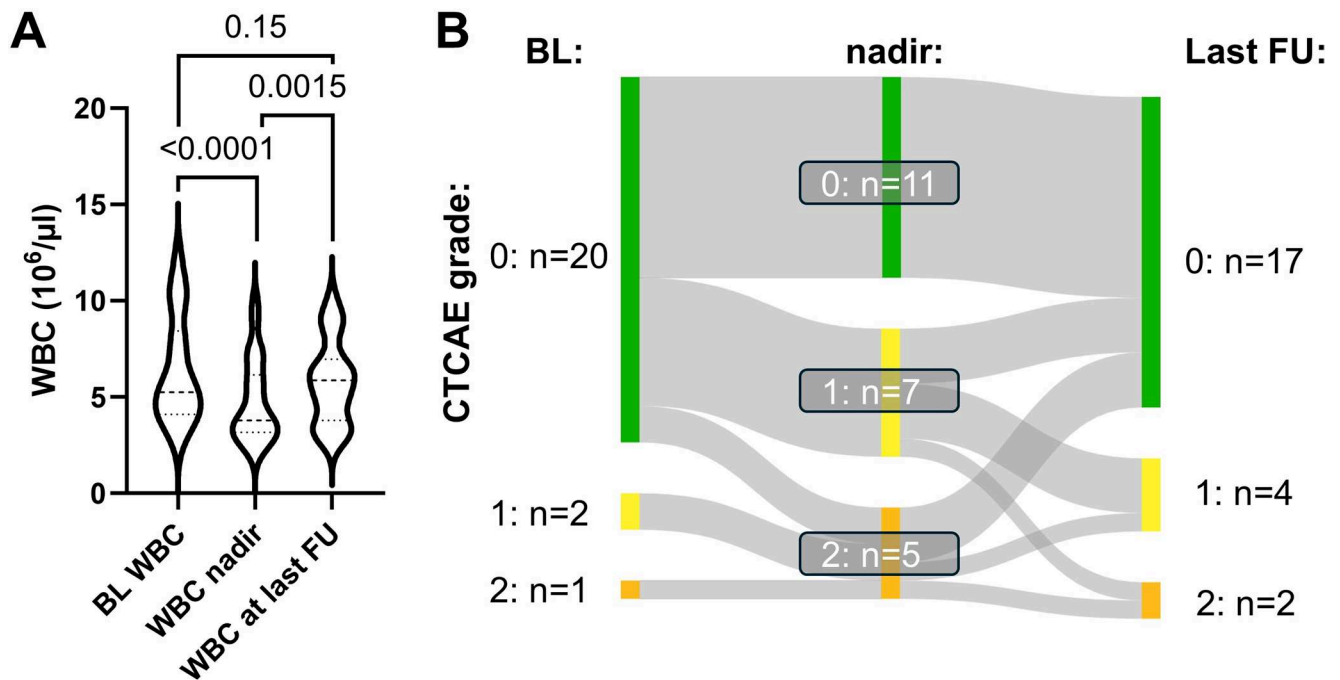 A
0.15
0.0015
<0.0001
WBC (10⁶/µl)
20
15
10
5
0
BL WBC
WBC nadir
WBC at last FU
B
BL:
nadir:
Last FU:
CTCAE grade:
0: n=20
0: n=11
0: n=17
1: n=2
1: n=7
1: n=4
2: n=1
2: n=5
2: n=2